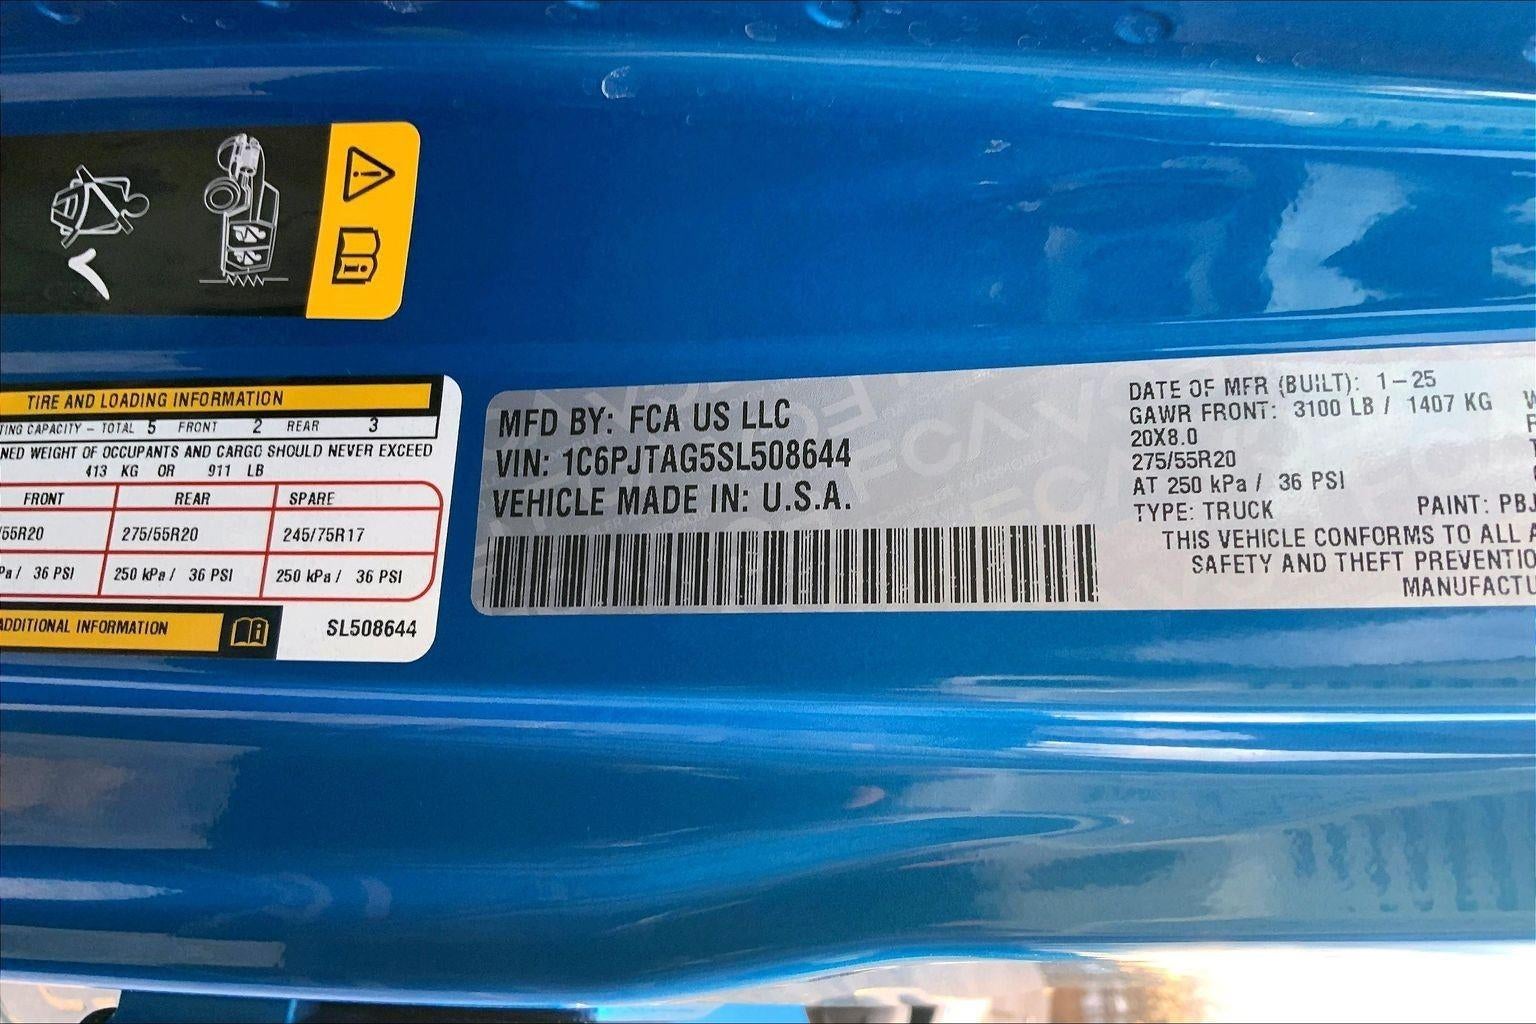 TIRE AND LOADING INFORMATION
TING CAPACITY – TOTAL 5 FRONT 2 REAR 3
NED WEIGHT OF OCCUPANTS AND CARGO SHOULD NEVER EXCEED
413 KG OR 911 LB
FRONT REAR SPARE
/55R20 275/55R20 245/75R17
Pa / 36 PSI 250 kPa / 36 PSI 250 kPa / 36 PSI
ADDITIONAL INFORMATION
SL508644
MFD BY: FCA US LLC
VIN: 1C6PJTAG5SL508644
VEHICLE MADE IN: U.S.A.
DATE OF MFR (BUILT): 1-25
GAWR FRONT: 3100 LB / 1407 KG
20X8.0
275/55R20
AT 250 kPa / 36 PSI
TYPE: TRUCK PAINT: PBJ
THIS VEHICLE CONFORMS TO ALL A
SAFETY AND THEFT PREVENTIO
MANUFACTU